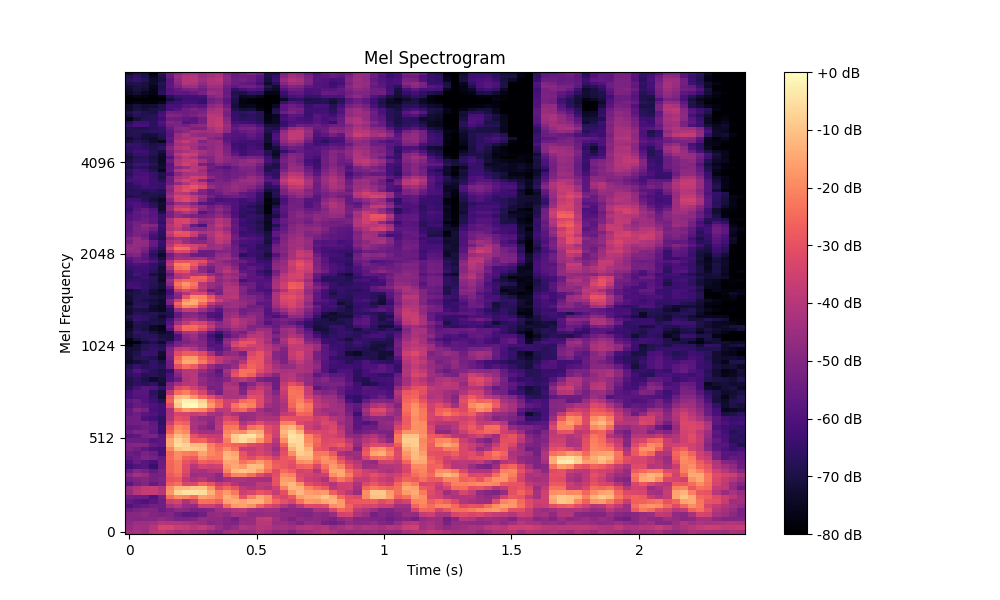 Mel Spectrogram
+0 dB
-10 dB
-20 dB
-30 dB
-40 dB
-50 dB
-60 dB
-70 dB
-80 dB
Mel Frequency
4096
2048
1024
512
0
0
0.5
1
1.5
2
Time (s)